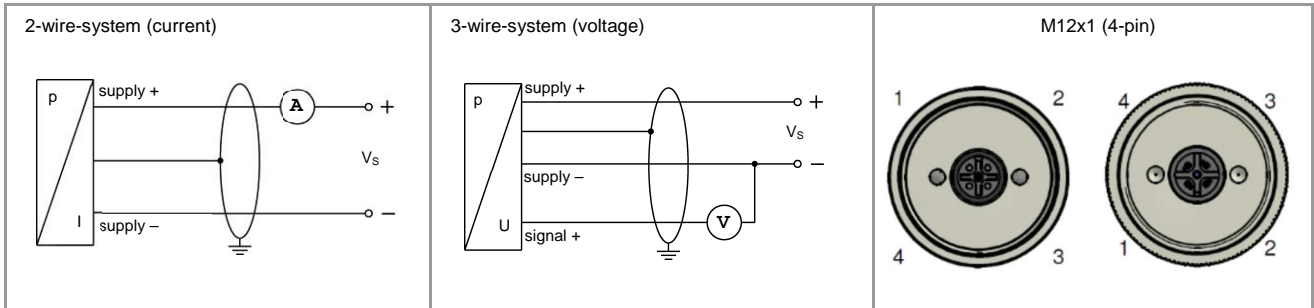 2-wire-system (current)
p
supply +
A
+
VS
I
supply –
–
3-wire-system (voltage)
p
supply +
+
VS
–
supply –
U
V
signal +
M12x1 (4-pin)
1
2
4
3
4
3
1
2